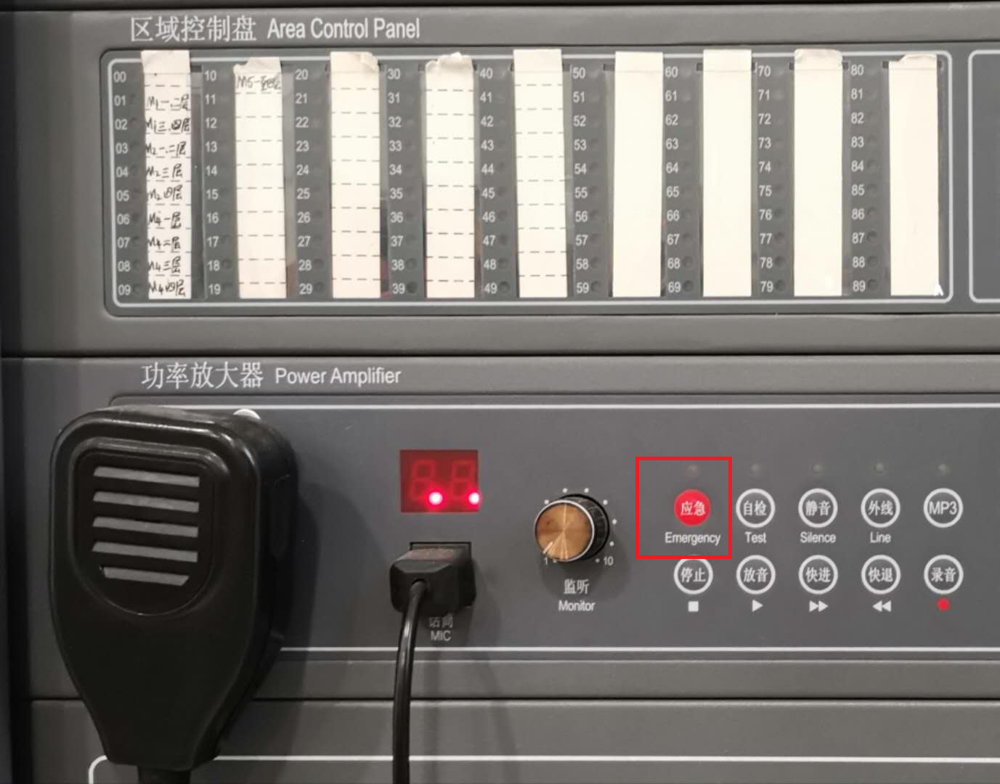 区域控制盘 Area Control Panel
00 10 20 30 40 50 60 70 80
01 M1一.二层 11 21 31 41 51 61 71 81
02 M1三.四层 12 22 32 42 52 62 72 82
03 M2一.二层 13 23 33 43 53 63 73 83
04 M2三层 14 24 34 44 54 64 74 84
05 M2四层 15 25 35 45 55 65 75 85
06 M4一层 16 26 36 46 56 66 76 86
07 M4二层 17 27 37 47 57 67 77 87
08 M4三层 18 28 38 48 58 68 78 88
09 M4四层 19 29 39 49 59 69 79 89
功率放大器 Power Amplifier
应急 自检 静音 外线 MP3
Emergency Test Silence Line
1 10
监听
Monitor
停止 放音 快进 快退 录音
话筒
MIC